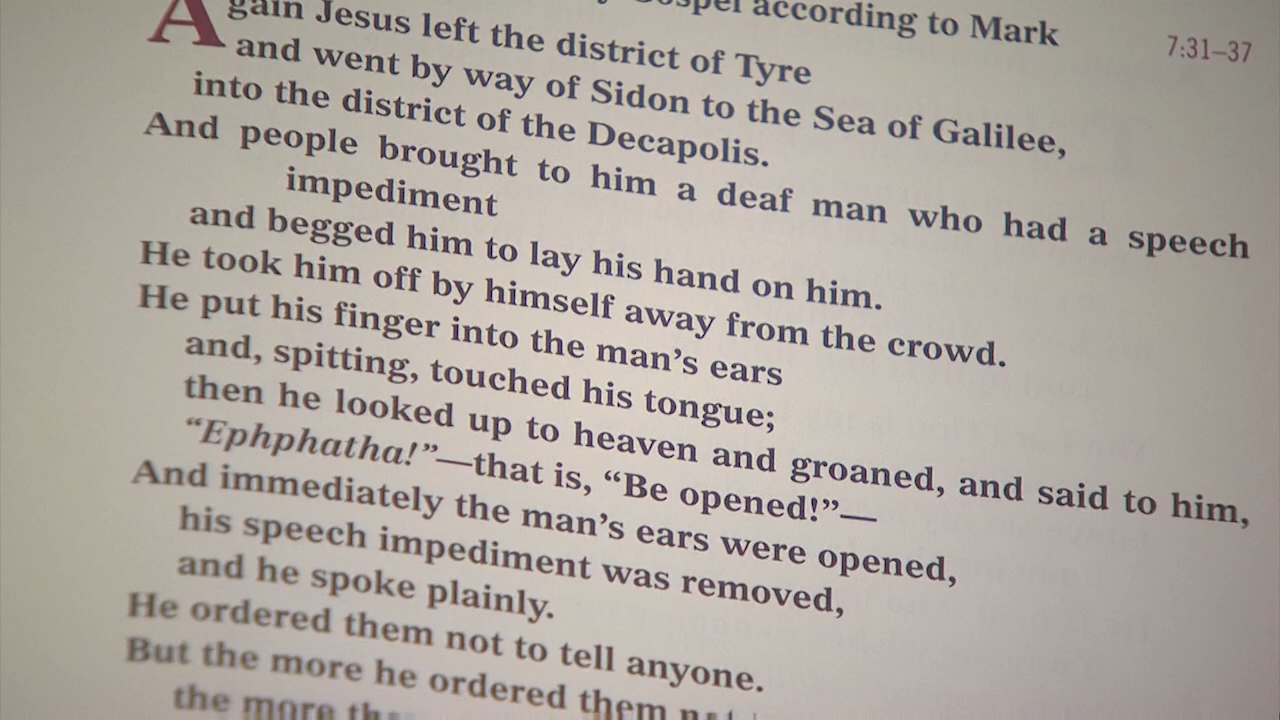 Gospel according to Mark
7:31–37
Again Jesus left the district of Tyre
and went by way of Sidon to the Sea of Galilee,
into the district of the Decapolis.
And people brought to him a deaf man who had a speech
impediment
and begged him to lay his hand on him.
He took him off by himself away from the crowd.
He put his finger into the man’s ears
and, spitting, touched his tongue;
then he looked up to heaven and groaned, and said to him,
“Ephphatha!”—that is, “Be opened!”—
And immediately the man’s ears were opened,
his speech impediment was removed,
and he spoke plainly.
He ordered them not to tell anyone.
But the more he ordered them
the more